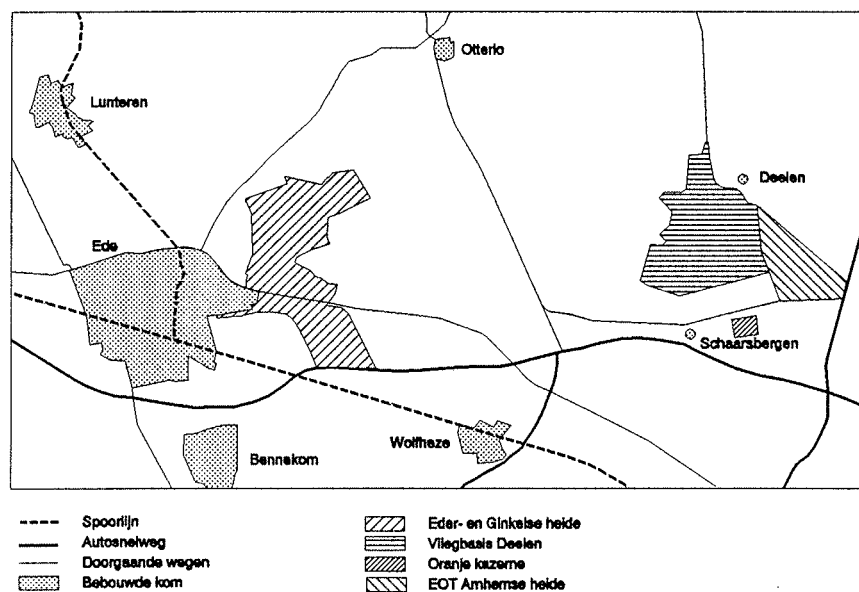 Otterlo
Lunteren
Deelen
Ede
Schaarsbergen
Wolfheze
Bennekom
Spoorlijn
Autosnelweg
Doorgaande wegen
Bebouwde kom
Eder- en Ginkelse heide
Vliegbasis Deelen
Oranje kazerne
EOT Arnhemse heide